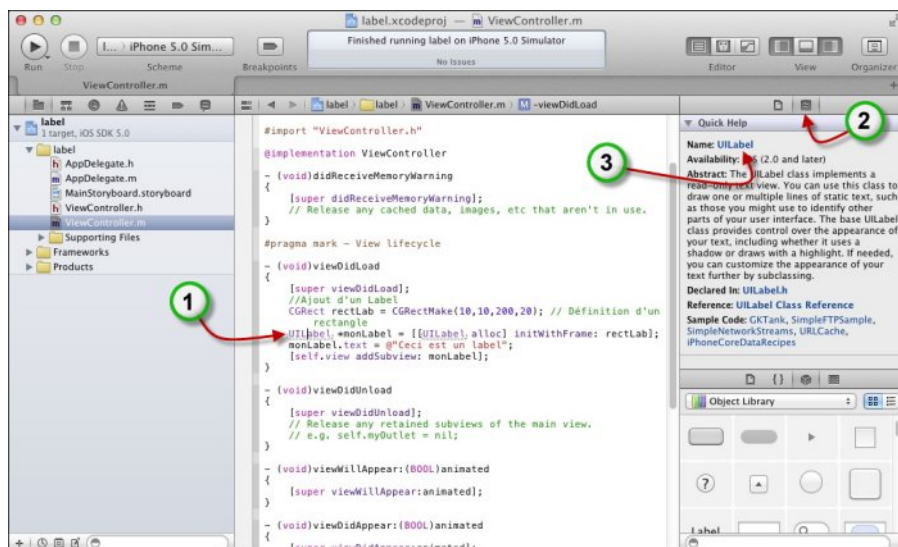 label.xcodeproj — m ViewController.m
Run
Stop
I... iPhone 5.0 Sim...
Scheme
Breakpoints
Finished running label on iPhone 5.0 Simulator
No Issues
Editor
View
Organizer
ViewController.m
label
1 target, iOS SDK 5.0
label
h AppDelegate.h
m AppDelegate.m
MainStoryboard.storyboard
h ViewController.h
m ViewController.m
Supporting Files
Frameworks
Products
label label m ViewController.m M -viewDidLoad
#import "ViewController.h"
@implementation ViewController
- (void)didReceiveMemoryWarning
{
[super didReceiveMemoryWarning];
// Release any cached data, images, etc that aren't in use.
}
#pragma mark - View lifecycle
- (void)viewDidLoad
{
[super viewDidLoad];
//Ajout d'un Label
CGRect rectLab = CGRectMake(10,10,200,20); // Définition d'un
rectangle
UILabel *monLabel = [[UILabel alloc] initWithFrame: rectLab];
monLabel.text = @"Ceci est un label";
[self.view addSubview: monLabel];
}
- (void)viewDidUnload
{
[super viewDidUnload];
// Release any retained subviews of the main view.
// e.g. self.myOutlet = nil;
}
- (void)viewWillAppear:(BOOL)animated
{
[super viewWillAppear:animated];
}
- (void)viewDidAppear:(BOOL)animated
{
[super viewDidAppear:animated];
1
2
3
Quick Help
Name: UILabel
Availability: (2.0 and later)
Abstract: The UILabel class implements a
read-only text view. You can use this class to
draw one or multiple lines of static text, such
as those you might use to identify other
parts of your user interface. The base UILabel
class provides control over the appearance of
your text, including whether it uses a
shadow or draws with a highlight. If needed,
you can customize the appearance of your
text further by subclassing.
Declared In: UILabel.h
Reference: UILabel Class Reference
Sample Code: GKTank, SimpleFTPSample,
SimpleNetworkStreams, URLCache,
iPhoneCoreDataRecipes
{}
Object Library
?
Label